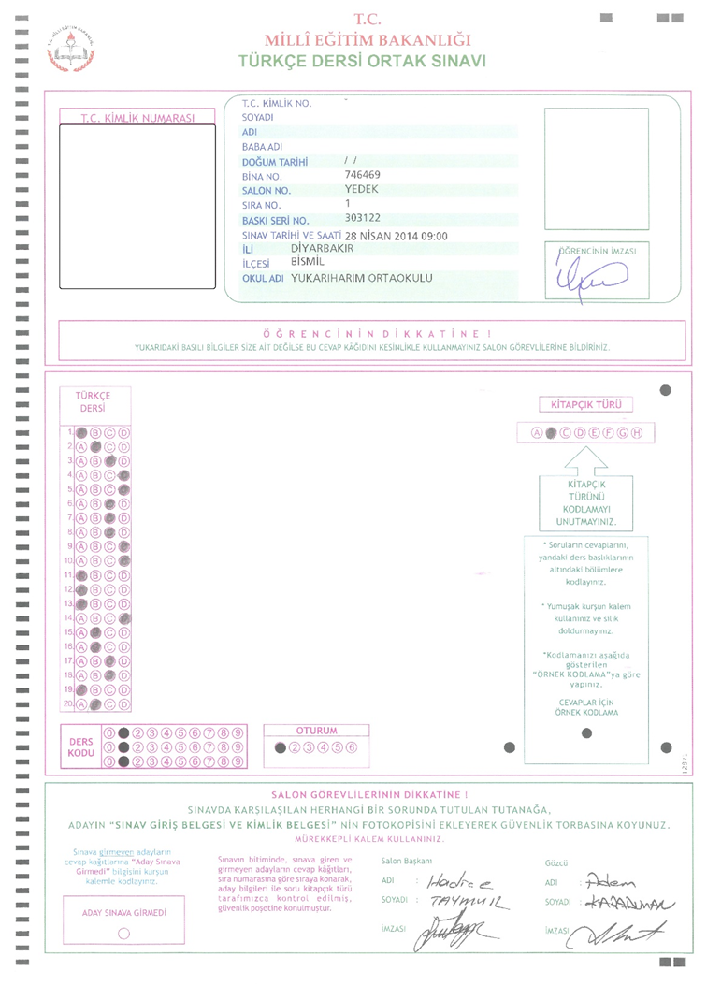 T.C.
MİLLÎ EĞİTİM BAKANLIĞI
TÜRKÇE DERSİ ORTAK SINAVI
T.C. KİMLİK NUMARASI
T.C. KİMLİK NO.
SOYADI
ADI
BABA ADI
DOĞUM TARİHİ / /
BİNA NO. 746469
SALON NO. YEDEK
SIRA NO. 1
BASKI SERİ NO. 303122
SINAV TARİHİ VE SAATİ 28 NİSAN 2014 09:00
İLİ DİYARBAKIR
İLÇESİ BİSMİL
OKUL ADI YUKARIHARIM ORTAOKULU
ÖĞRENCİNİN İMZASI
ÖĞRENCİNİN DİKKATİNE !
YUKARIDAKİ BASILI BİLGİLER SİZE AİT DEĞİLSE BU CEVAP KÂĞIDINI KESİNLİKLE KULLANMAYINIZ SALON GÖREVLİLERİNE BİLDİRİNİZ.
TÜRKÇE
DERSİ
1. B C D
2. A C D
3. A B D
4. A B C
5. A B C
6. A B D
7. A B D
8. A B D
9. A B C
10. A B C
11. B C D
12. B C D
13. B C D
14. A B C
15. A C D
16. A C D
17. A B D
18. A B D
19. B C D
20. A C D
KİTAPÇIK TÜRÜ
A C D E F G H
KİTAPÇIK
TÜRÜNÜ
KODLAMAYI
UNUTMAYINIZ.
* Soruların cevaplarını,
yandaki ders başlıklarının
altındaki bölümlere
kodlayınız.
* Yumuşak kurşun kalem
kullanınız ve silik
doldurmayınız.
*Kodlamanızı aşağıda
gösterilen
"ÖRNEK KODLAMA"ya göre
yapınız.
CEVAPLAR İÇİN
ÖRNEK KODLAMA
DERS
KODU
0 2 3 4 5 6 7 8 9
0 2 3 4 5 6 7 8 9
0 2 3 4 5 6 7 8 9
OTURUM
2 3 4 5 6
SALON GÖREVLİLERİNİN DİKKATİNE !
SINAVDA KARŞILAŞILAN HERHANGİ BİR SORUNDA TUTULAN TUTANAĞA,
ADAYIN "SINAV GİRİŞ BELGESİ VE KİMLİK BELGESİ" NİN FOTOKOPİSİNİ EKLEYEREK GÜVENLİK TORBASINA KOYUNUZ.
MÜREKKEPLİ KALEM KULLANINIZ.
Sınava girmeyen adayların
cevap kağıtlarına "Aday Sınava
Girmedi" bilgisini kurşun
kalemle kodlayınız.
ADAY SINAVA GİRMEDİ
Sınavın bitiminde, sınava giren ve
girmeyen adayların cevap kâğıtları,
sıra numarasına göre sıraya konarak,
aday bilgileri ile soru kitapçık türü
tarafımızca kontrol edilmiş,
güvenlik poşetine konulmuştur.
Salon Başkanı
ADI : Hadice
SOYADI : TAYMUR
İMZASI
Gözcü
ADI : Adem
SOYADI :
İMZASI